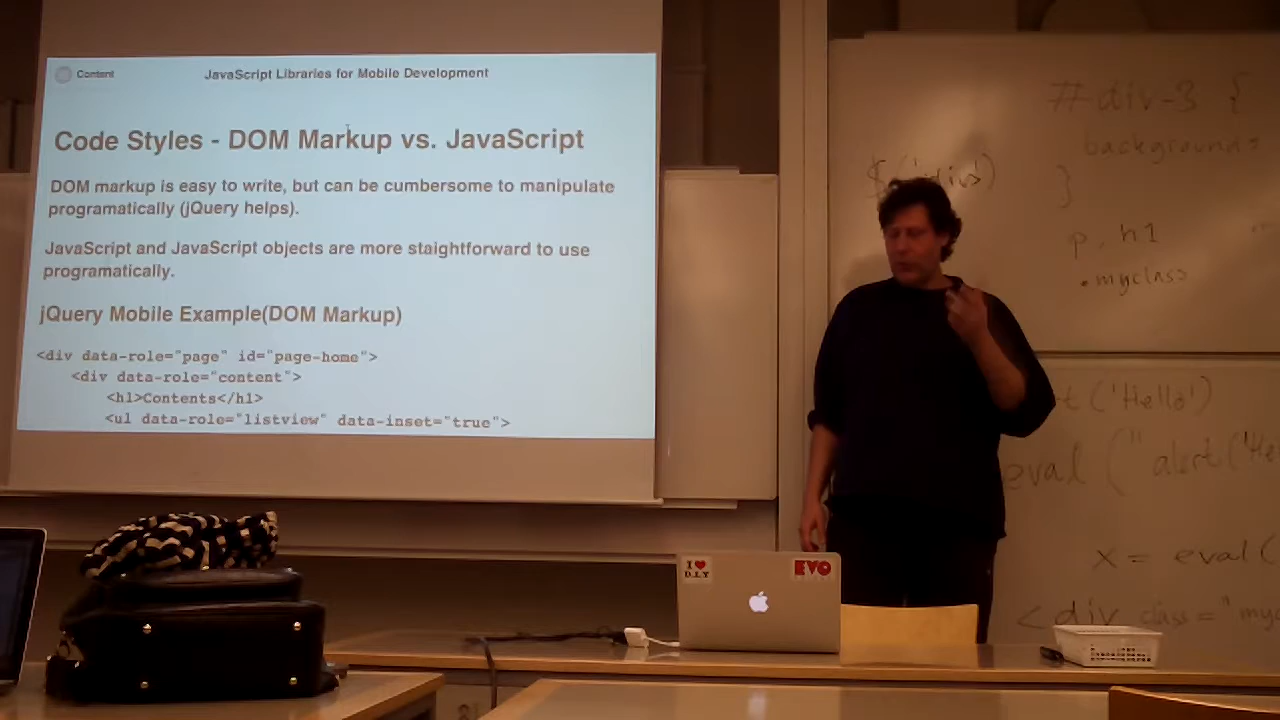 Content
JavaScript Libraries for Mobile Development
Code Styles - DOM Markup vs. JavaScript
DOM markup is easy to write, but can be cumbersome to manipulate
programatically (jQuery helps).
JavaScript and JavaScript objects are more staightforward to use
programatically.
jQuery Mobile Example(DOM Markup)
<div data-role="page" id="page-home">
<div data-role="content">
<h1>Contents</h1>
<ul data-role="listview" data-inset="true">
#div-3 {
background:
}
$('div')
p, h1
.myclass
t('Hello')
eval ("alert('He
x = eval(
<div class="my
I ♥
D.I.Y
EVO